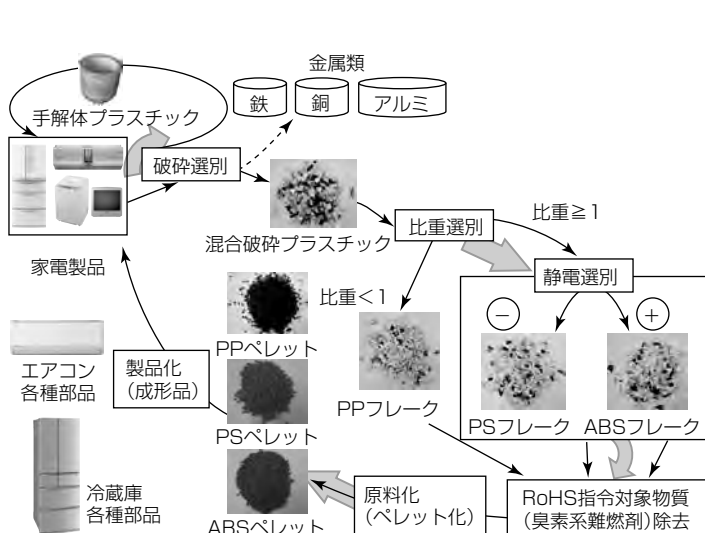 金属類
鉄
銅
アルミ
手解体プラスチック
破砕選別
混合破砕プラスチック
比重選別
比重≧1
家電製品
静電選別
比重<1
−
+
PPペレット
エアコン
各種部品
製品化
(成形品)
PPフレーク
PSフレーク
ABSフレーク
PSペレット
冷蔵庫
各種部品
原料化
(ペレット化)
RoHS指令対象物質
(臭素系難燃剤)除去
ABSペレット